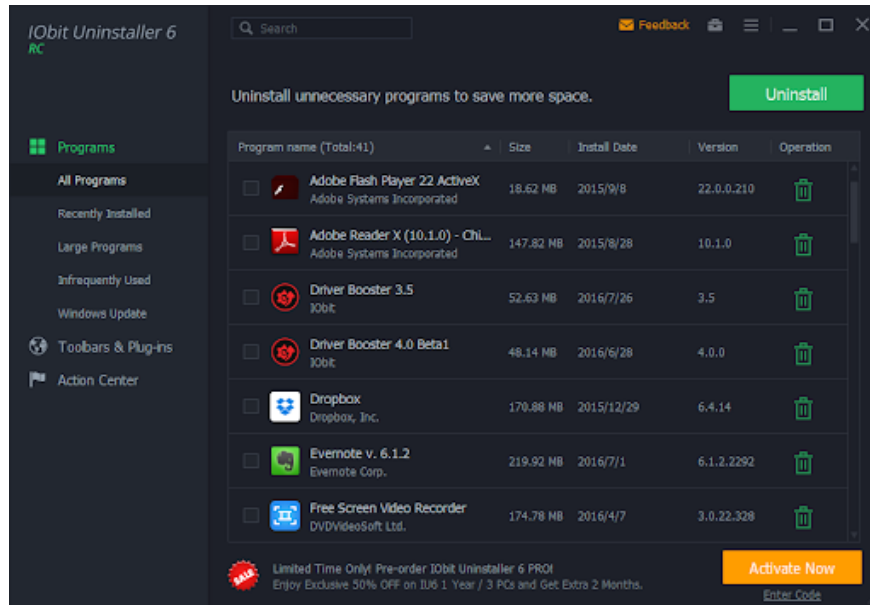 IObit Uninstaller 6
RC
Search
Feedback
Uninstall unnecessary programs to save more space.
Uninstall
Programs
All Programs
Recently Installed
Large Programs
Infrequently Used
Windows Update
Toolbars & Plug-ins
Action Center
Program name (Total:41) Size Install Date Version Operation
Adobe Flash Player 22 ActiveX
Adobe Systems Incorporated
18.62 MB 2015/9/8 22.0.0.210
Adobe Reader X (10.1.0) - Chi...
Adobe Systems Incorporated
147.82 MB 2015/8/28 10.1.0
Driver Booster 3.5
IObit
52.63 MB 2016/7/26 3.5
Driver Booster 4.0 Beta1
IObit
48.14 MB 2016/6/28 4.0.0
Dropbox
Dropbox, Inc.
170.88 MB 2015/12/29 6.4.14
Evernote v. 6.1.2
Evernote Corp.
219.92 MB 2016/7/1 6.1.2.2292
Free Screen Video Recorder
DVDVideoSoft Ltd.
174.78 MB 2016/4/7 3.0.22.328
SALE
Limited Time Only! Pre-order IObit Uninstaller 6 PRO!
Enjoy Exclusive 50% OFF on IU6 1 Year / 3 PCs and Get Extra 2 Months.
Activate Now
Enter Code